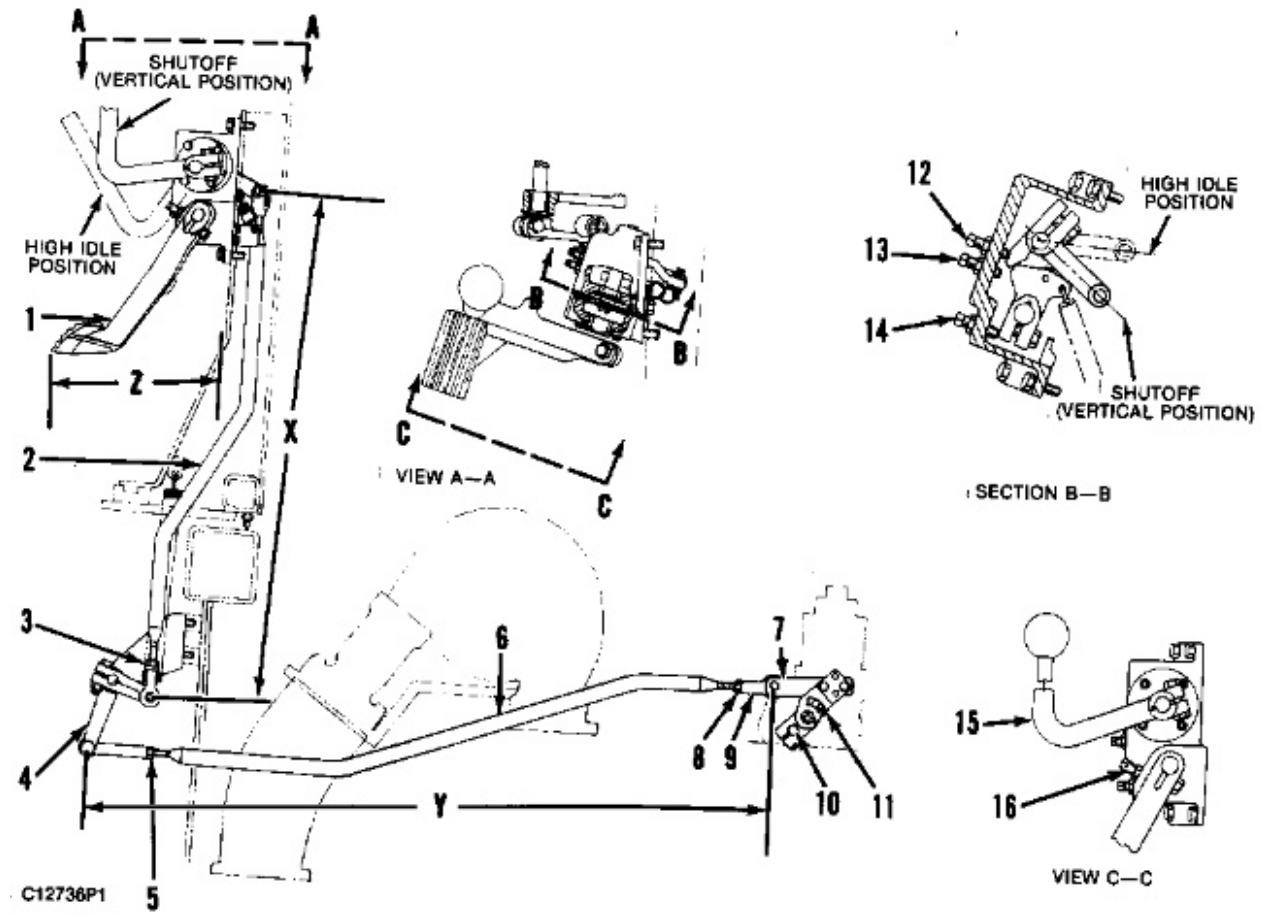 A A
SHUTOFF
(VERTICAL POSITION)
HIGH IDLE
POSITION
1
Z
X
2
3
4
5
6
Y
7
8 9
10 11
C12736P1
B
B
C
C
VIEW A—A
12
13
14
HIGH IDLE
POSITION
SHUTOFF
(VERTICAL POSITION)
SECTION B—B
15
16
VIEW C—C